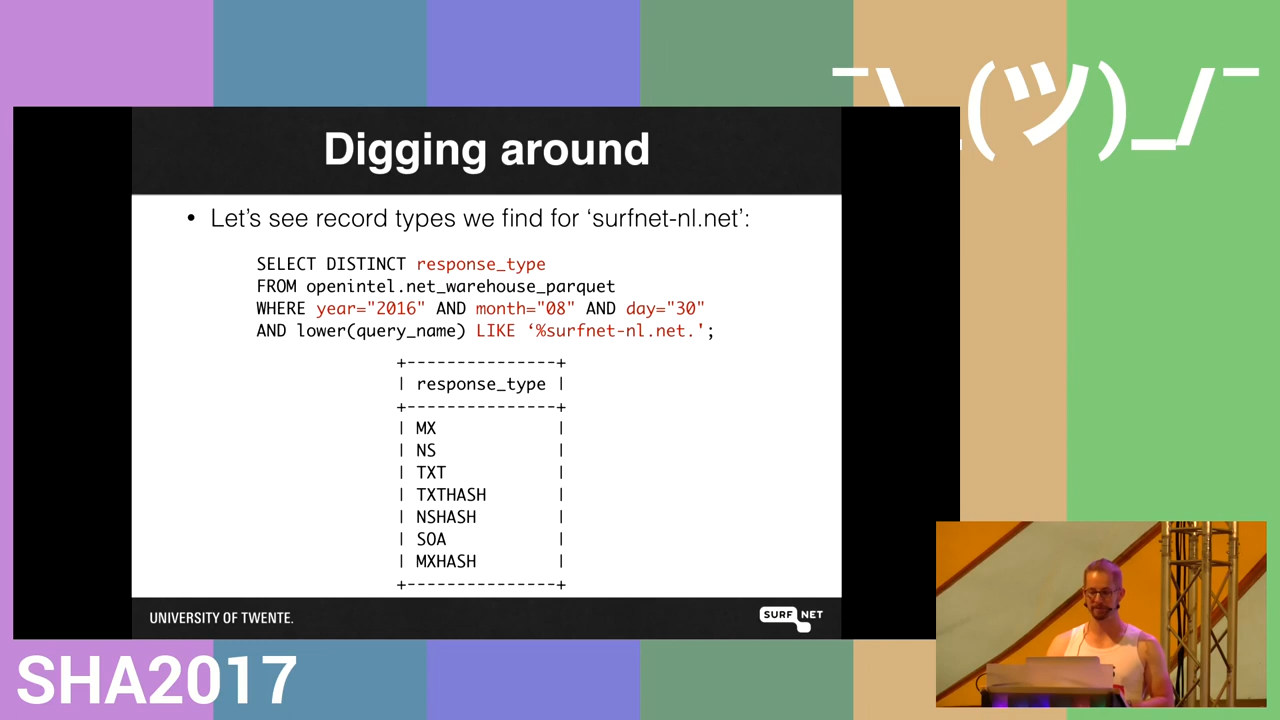 ¯\_(ツ)_/¯
Digging around
• Let's see record types we find for ‘surfnet-nl.net’:
SELECT DISTINCT response_type
FROM openintel.net_warehouse_parquet
WHERE year="2016" AND month="08" AND day="30"
AND lower(query_name) LIKE ‘%surfnet-nl.net.';
+---------------+
| response_type |
+---------------+
| MX            |
| NS            |
| TXT           |
| TXTHASH       |
| NSHASH        |
| SOA           |
| MXHASH        |
+---------------+
UNIVERSITY OF TWENTE.
SURF NET
SHA2017